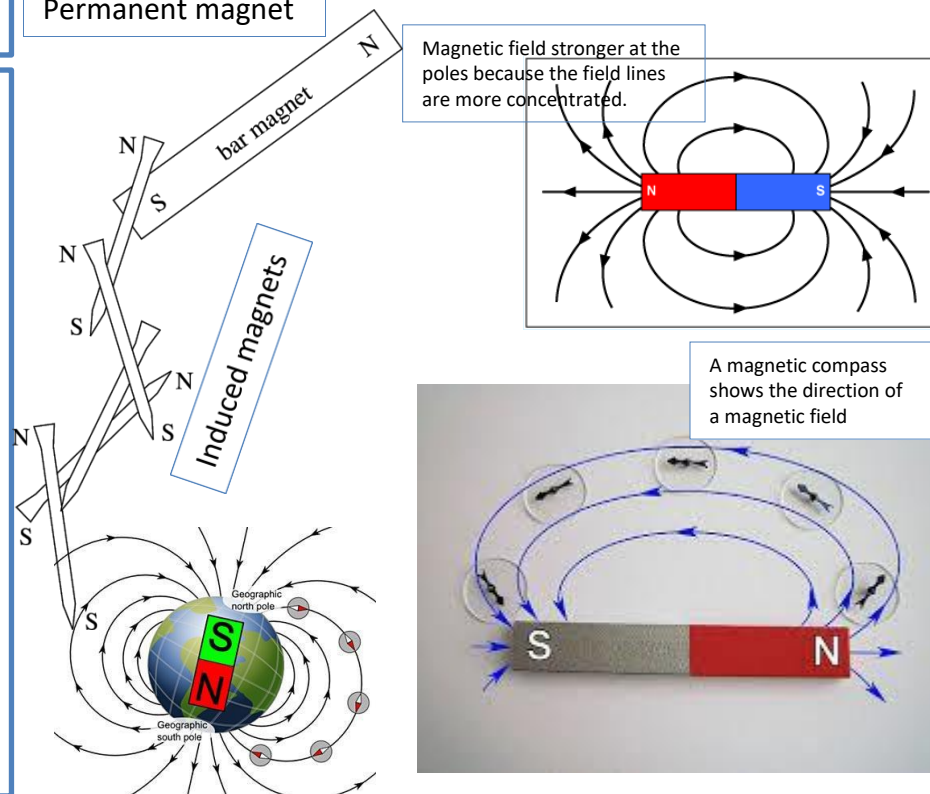 Permanent magnet
N
bar magnet
S
N
N
S
N
S
N
S
S
Induced magnets
Magnetic field stronger at the
poles because the field lines
are more concentrated.
N
S
A magnetic compass
shows the direction of
a magnetic field
S
N
Geographic
north pole
S
N
Geographic
south pole